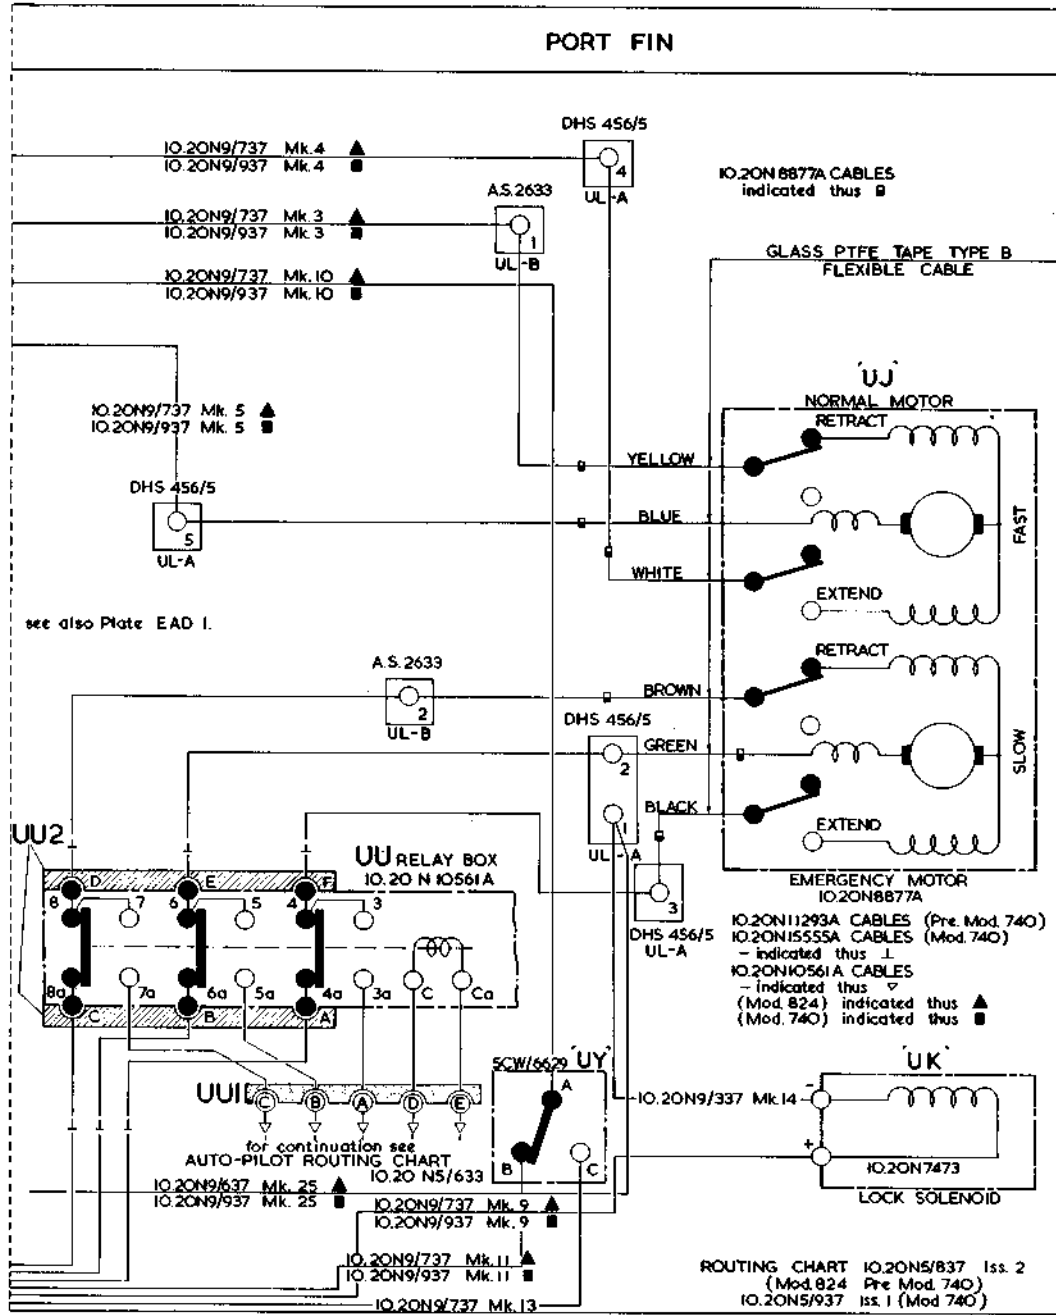 PORT FIN
DHS 456/5
4
UL-A
10.20N9/737 Mk.4 ▲
10.20N9/937 Mk.4 ■
10.20N8877A CABLES
indicated thus
A.S.2633
1
UL-B
10.20N9/737 Mk.3 ▲
10.20N9/937 Mk.3 ■
GLASS PTFE TAPE TYPE B
FLEXIBLE CABLE
10.20N9/737 Mk.10 ▲
10.20N9/937 Mk.10 ■
'UJ'
NORMAL MOTOR
RETRACT
10.20N9/737 Mk. 5 ▲
10.20N9/937 Mk. 5 ■
YELLOW
DHS 456/5
5
UL-A
BLUE
FAST
WHITE
EXTEND
see also Plate EAD 1.
RETRACT
A.S.2633
2
UL-B
BROWN
DHS 456/5
2
GREEN
SLOW
BLACK
1
UL-A
EXTEND
UU2
UU RELAY BOX
10.20 N 10561A
D E F
8 7 6 5 4 3
3
DHS 456/5
UL-A
EMERGENCY MOTOR
10.20N8877A
10.20N11293A CABLES (Pre. Mod. 740)
10.20N15555A CABLES (Mod. 740)
- indicated thus ⊥
10.20N10561A CABLES
- indicated thus ▽
(Mod. 824) indicated thus ▲
(Mod. 740) indicated thus ■
8a 7a 6a 5a 4a 3a C Ca
C B A
UU1
C B A D E
for continuation see
AUTO-PILOT ROUTING CHART
10.20 N5/633
5CW/6629 'UY'
A
B C
'UK'
10.20N9/337 Mk.14
-
+
10.20N7473
LOCK SOLENOID
10.20N9/637 Mk. 25 ▲
10.20N9/937 Mk. 25 ■
10.20N9/737 Mk. 9 ▲
10.20N9/937 Mk. 9 ■
10.20N9/737 Mk.11 ▲
10.20N9/937 Mk.11 ■
10.20N9/737 Mk.13
ROUTING CHART 10.20N5/837 Iss. 2
(Mod.824 Pre Mod. 740)
10.20N5/937 Iss. 1 (Mod 740)